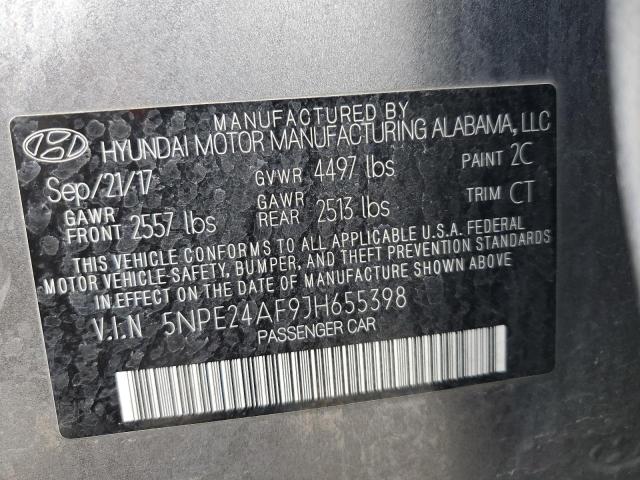 MANUFACTURED BY
HYUNDAI MOTOR MANUFACTURING ALABAMA, LLC
Sep/21/17 GVWR 4497 lbs PAINT 2C
GAWR FRONT 2557 lbs GAWR REAR 2513 lbs TRIM CT
THIS VEHICLE CONFORMS TO ALL APPLICABLE U.S.A. FEDERAL
MOTOR VEHICLE-SAFETY, BUMPER, AND THEFT PREVENTION STANDARDS
IN EFFECT ON THE DATE OF MANUFACTURE SHOWN ABOVE
V.I.N 5NPE24AF9JH655398
PASSENGER CAR